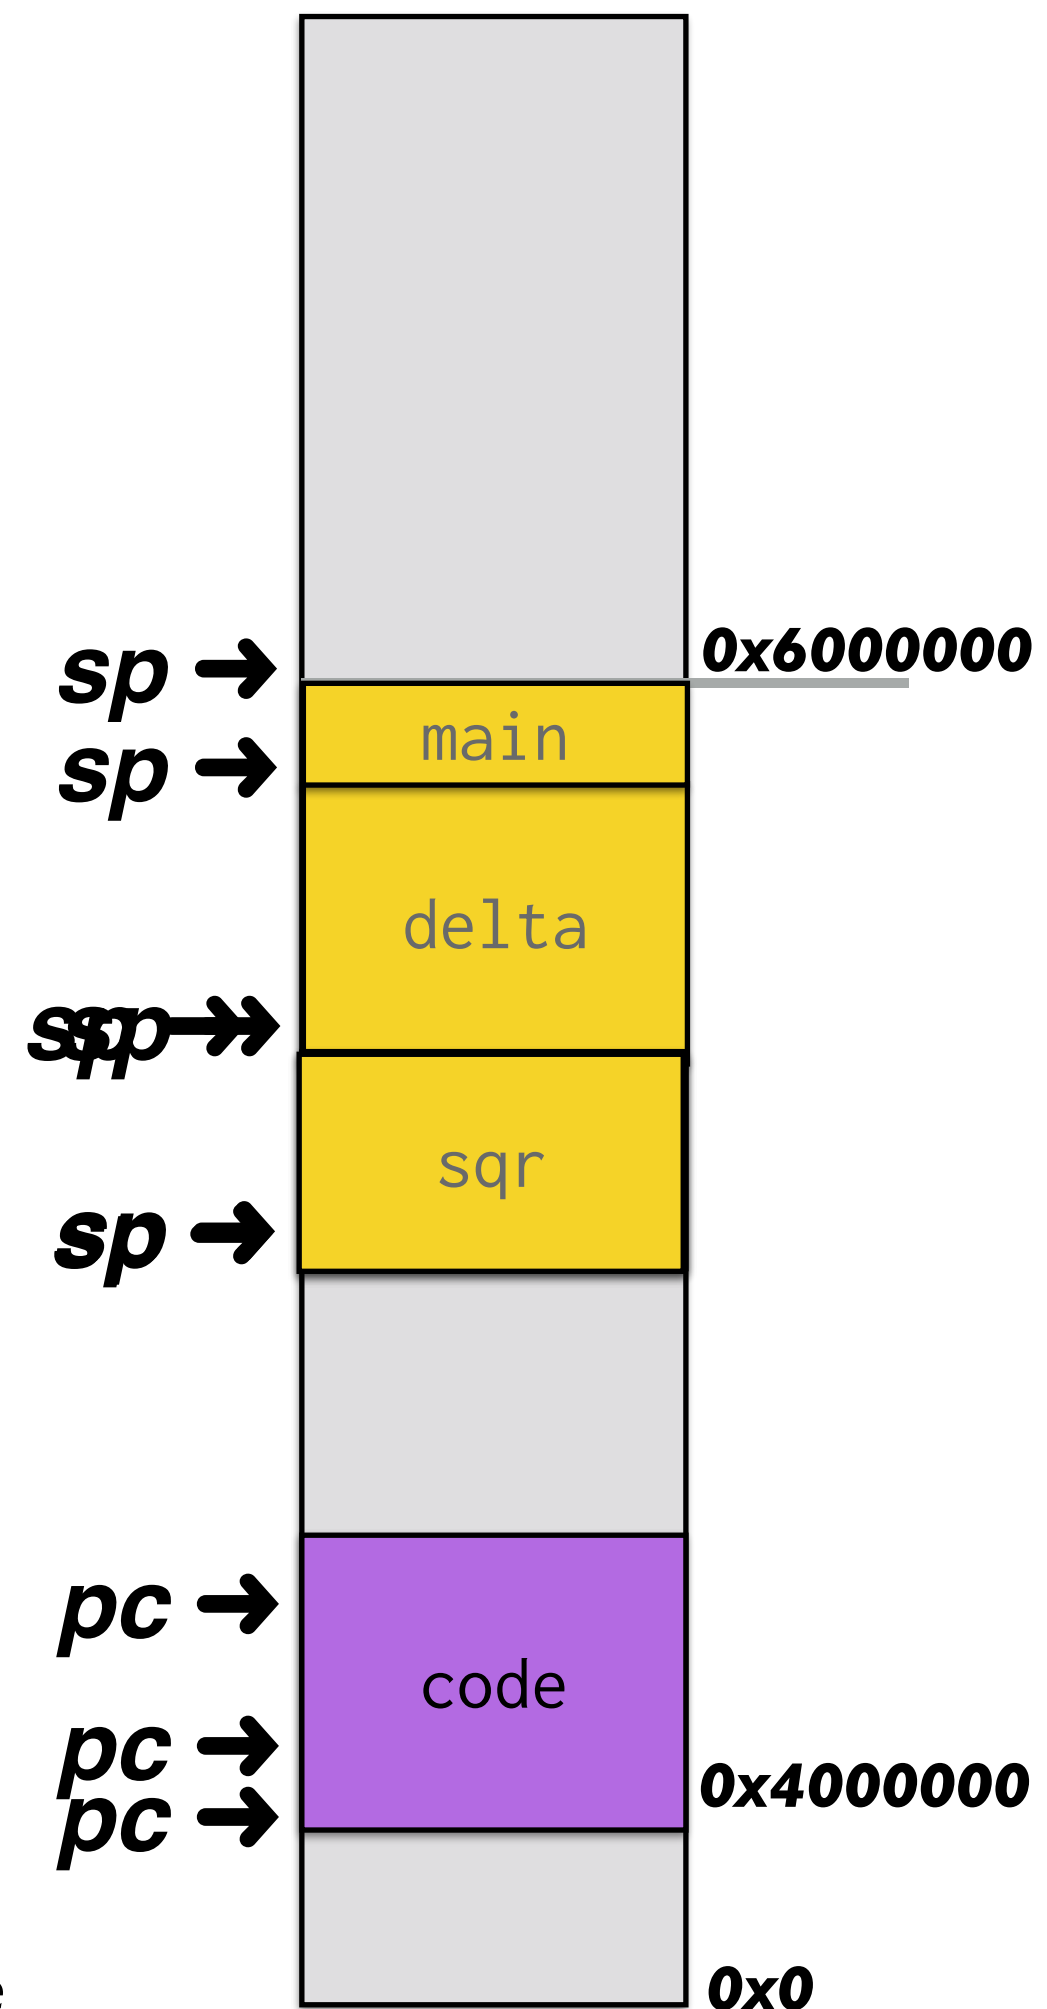 0x6000000
sp →
main
sp →
delta
sp →
sp →
sqr
sp →
pc →
code
pc →
0x4000000
pc →
0x0